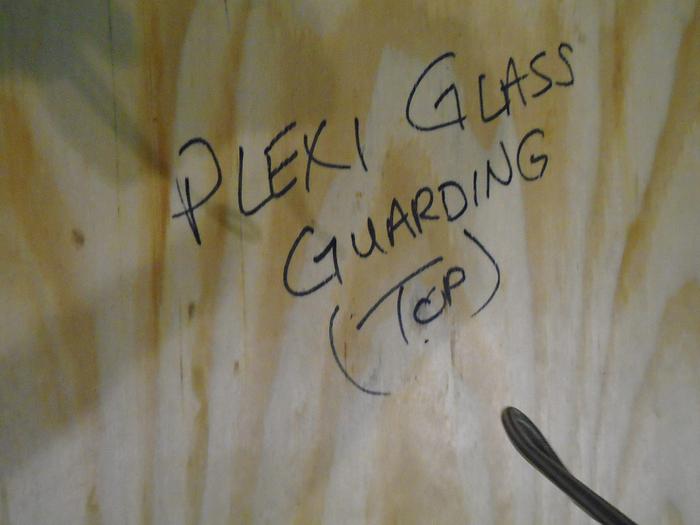 PLEXI GLASS
GUARDING
(TOP)